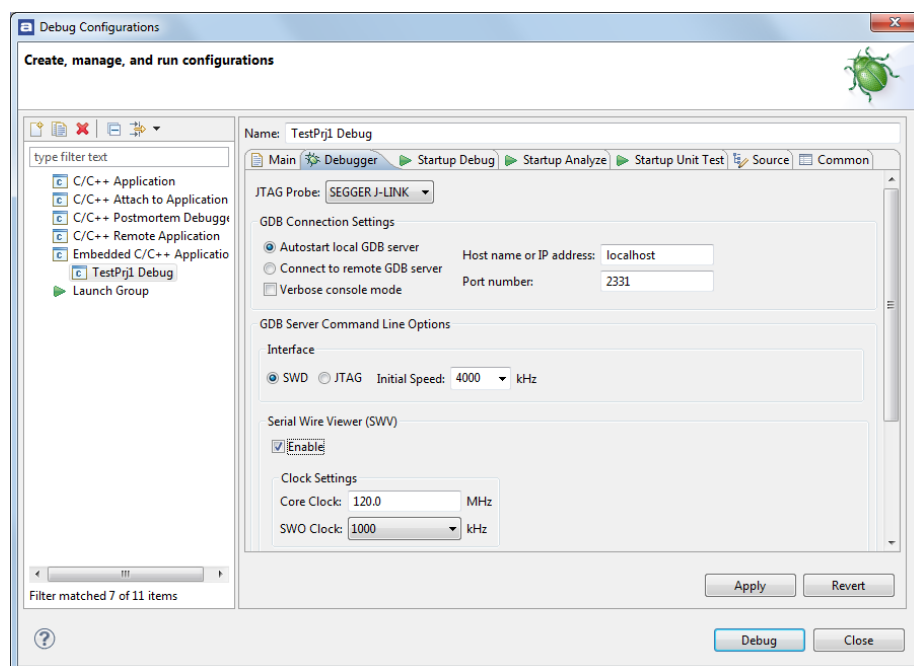 a Debug Configurations
Create, manage, and run configurations
type filter text
c C/C++ Application
c C/C++ Attach to Application
c C/C++ Postmortem Debugge
c C/C++ Remote Application
c Embedded C/C++ Applicatio
c TestPrj1 Debug
Launch Group
Filter matched 7 of 11 items
Name: TestPrj1 Debug
Main Debugger Startup Debug Startup Analyze Startup Unit Test Source Common
JTAG Probe: SEGGER J-LINK
GDB Connection Settings
Autostart local GDB server
Connect to remote GDB server
Verbose console mode
Host name or IP address: localhost
Port number: 2331
GDB Server Command Line Options
Interface
SWD JTAG Initial Speed: 4000 kHz
Serial Wire Viewer (SWV)
Enable
Clock Settings
Core Clock: 120.0 MHz
SWO Clock: 1000 kHz
Apply Revert
? Debug Close